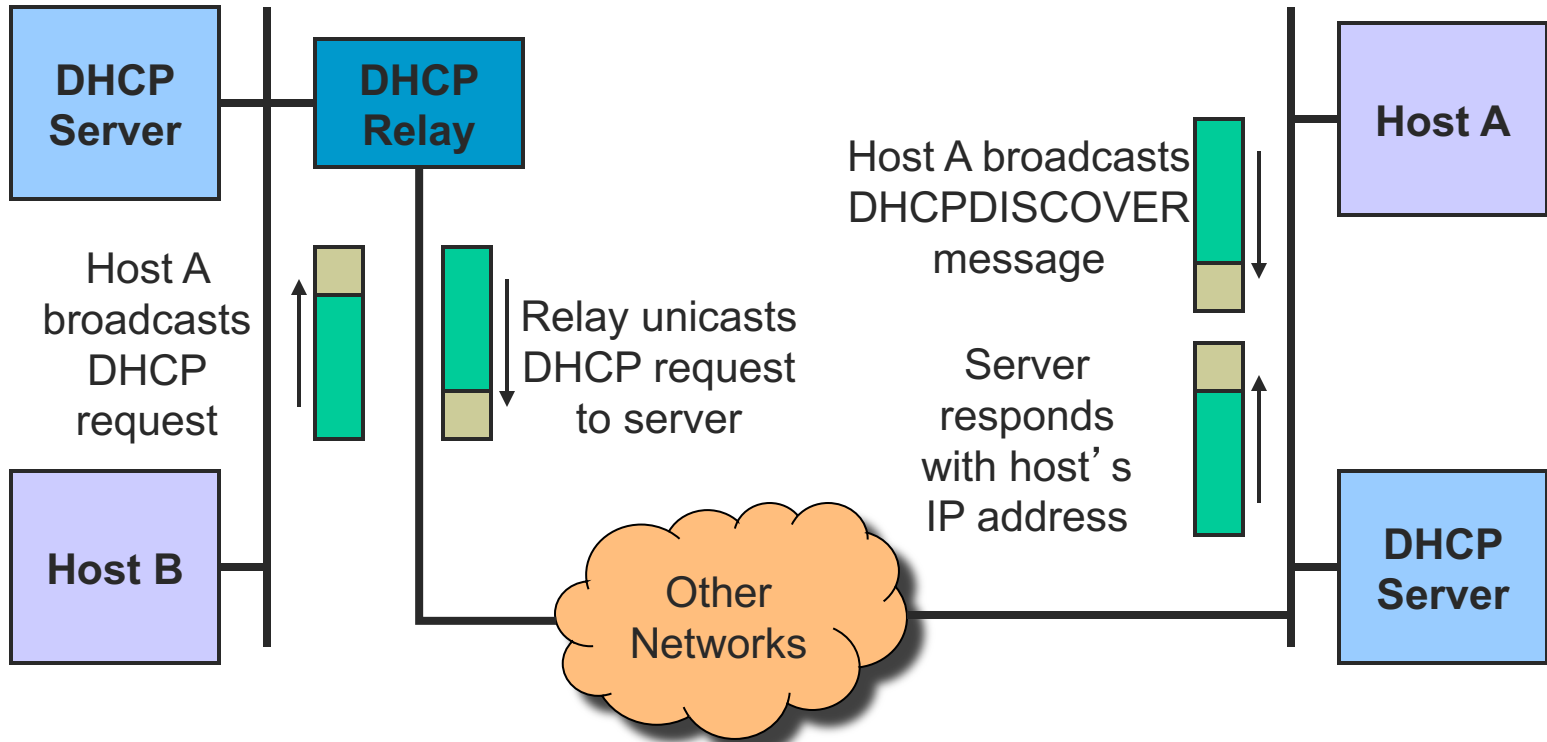 DHCP
Server
DHCP
Relay
Host A
Host A broadcasts
DHCPDISCOVER
message
Host A
broadcasts
DHCP
request
Relay unicasts
DHCP request
to server
Server
responds
with host’s
IP address
Host B
Other
Networks
DHCP
Server